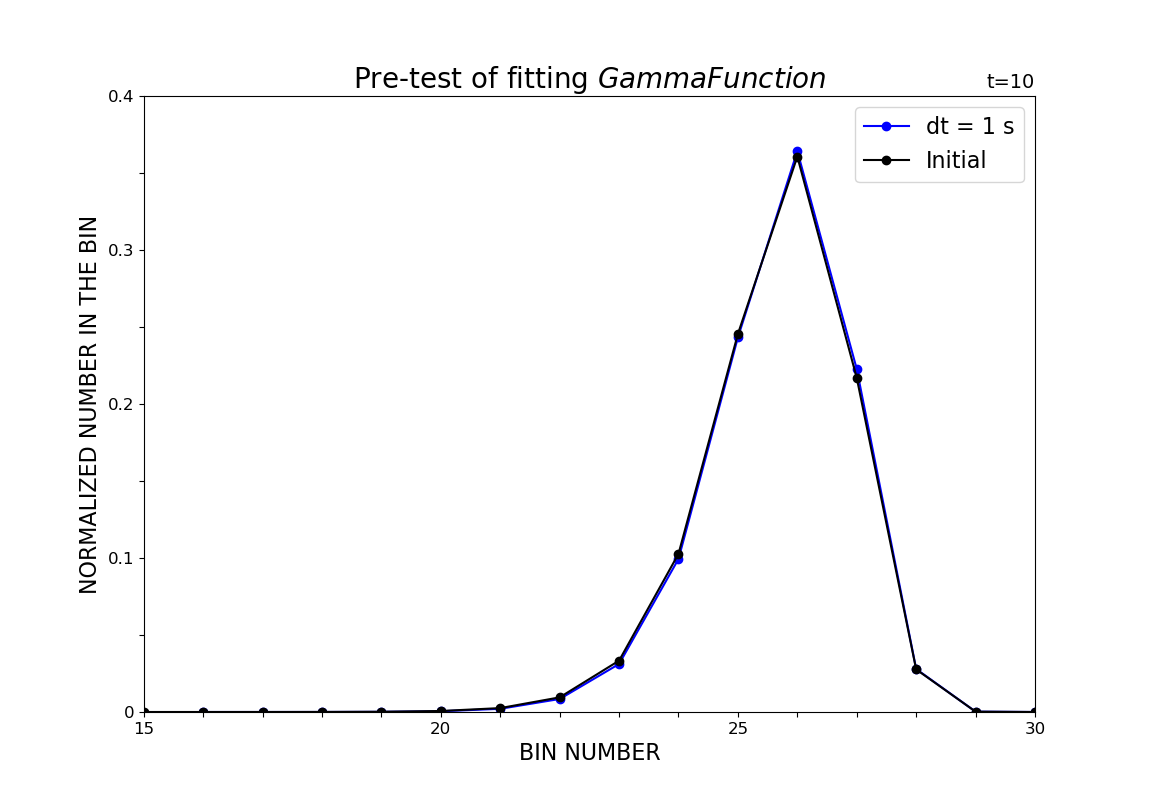 Pre-test of fitting GammaFunction
t=10
dt = 1 s
Initial
NORMALIZED NUMBER IN THE BIN
0.4
0.3
0.2
0.1
0
15
20
25
30
BIN NUMBER